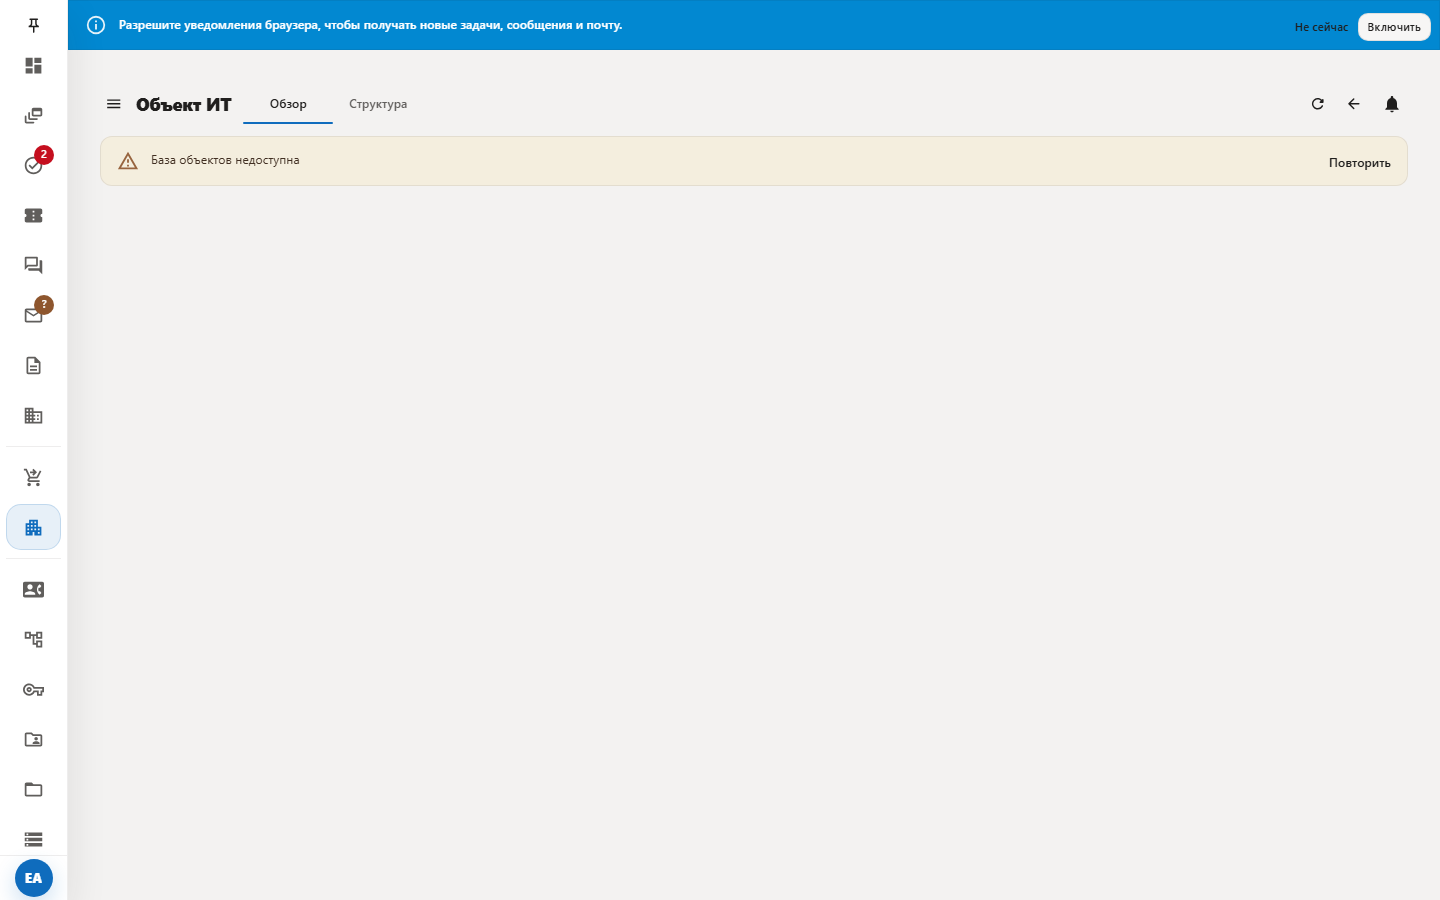 Разрешите уведомления браузера, чтобы получать новые задачи, сообщения и почту.
Не сейчас
Включить
Объект ИТ
Обзор
Структура
База объектов недоступна
Повторить
2
?
EA